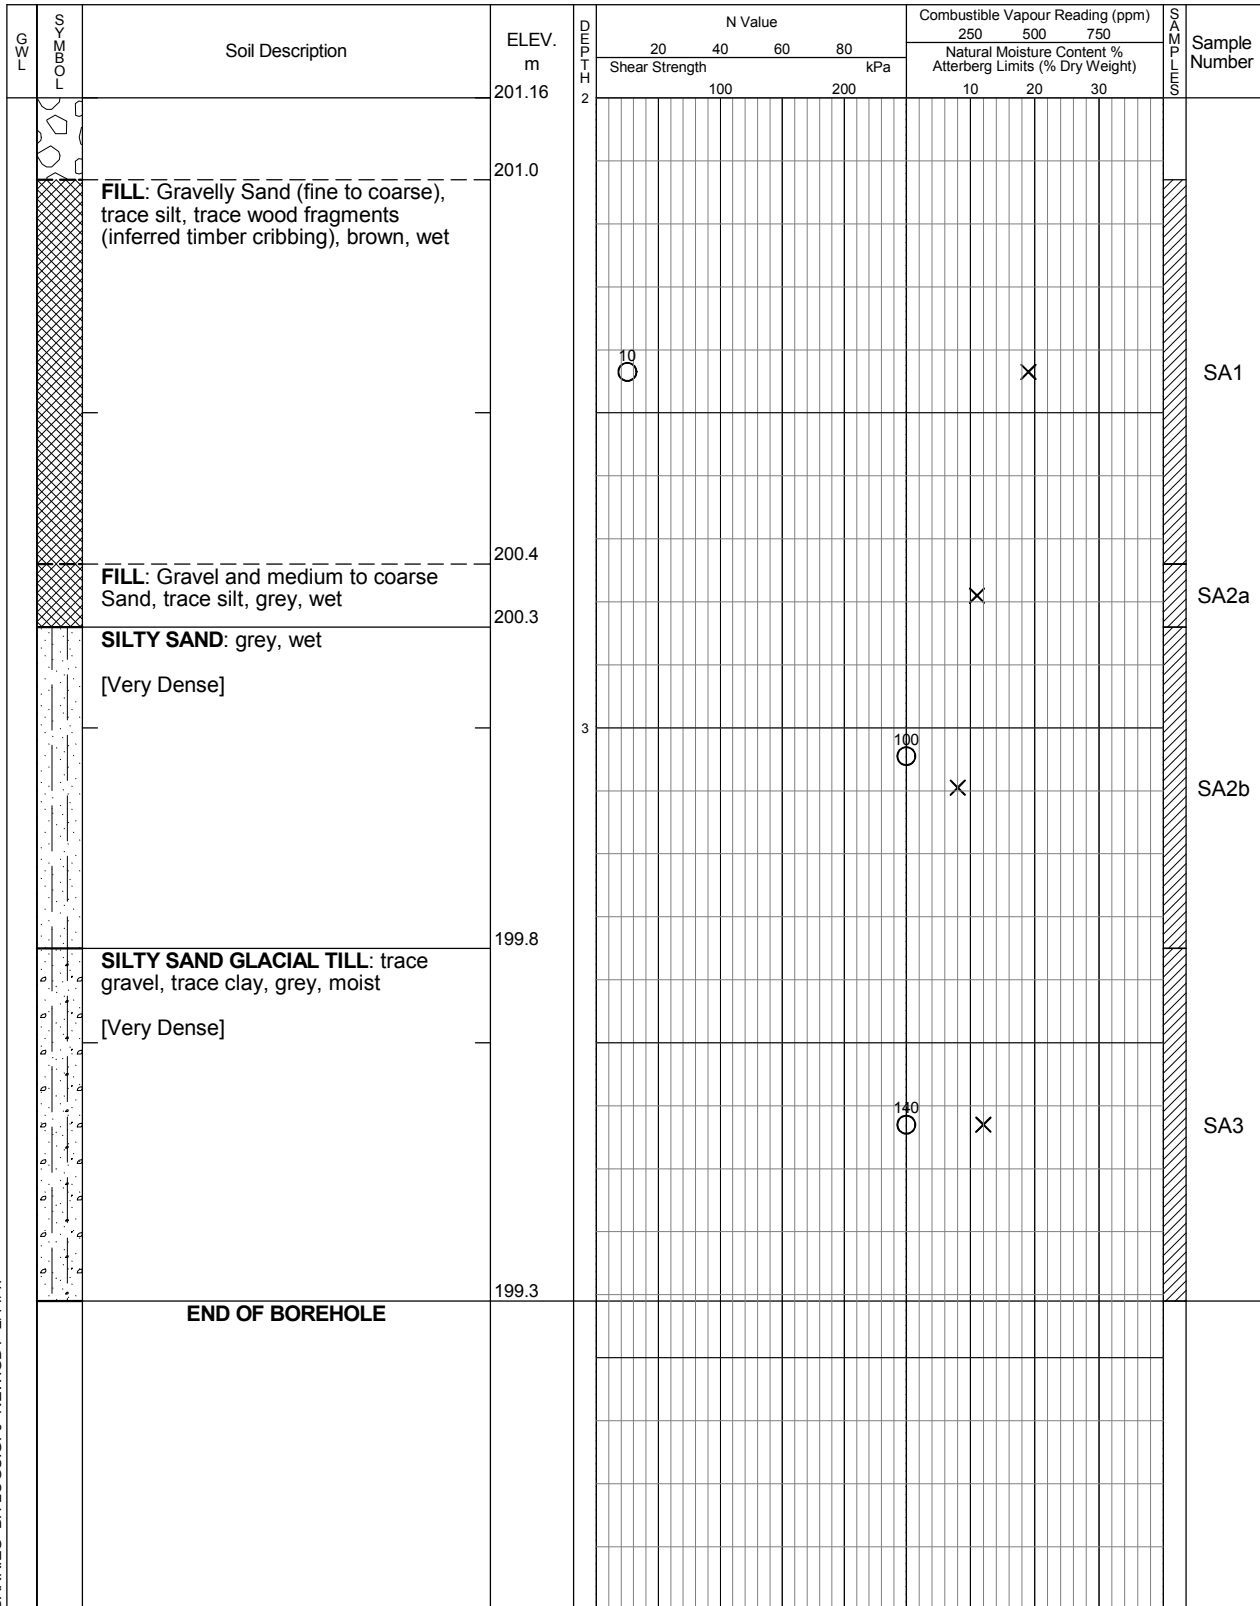 GWL
SYMBOL
Soil Description
ELEV.
m
DEPTH
N Value
20 40 60 80
Shear Strength kPa
100 200
Combustible Vapour Reading (ppm)
250 500 750
Natural Moisture Content %
Atterberg Limits (% Dry Weight)
10 20 30
SAMPLES
Sample
Number
201.16
2
201.0
FILL: Gravelly Sand (fine to coarse),
trace silt, trace wood fragments
(inferred timber cribbing), brown, wet
10
SA1
200.4
FILL: Gravel and medium to coarse
Sand, trace silt, grey, wet
SA2a
200.3
SILTY SAND: grey, wet
[Very Dense]
3
100
SA2b
199.8
SILTY SAND GLACIAL TILL: trace
gravel, trace clay, grey, moist
[Very Dense]
140
SA3
199.3
END OF BOREHOLE